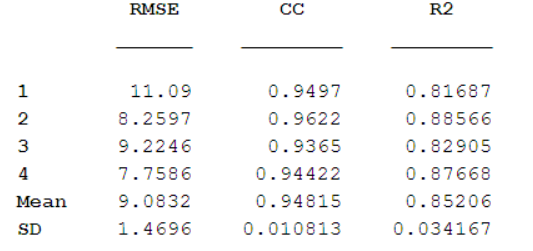 RMSE CC R2
1 11.09 0.9497 0.81687
2 8.2597 0.9622 0.88566
3 9.2246 0.9365 0.82905
4 7.7586 0.94422 0.87668
Mean 9.0832 0.94815 0.85206
SD 1.4696 0.010813 0.034167